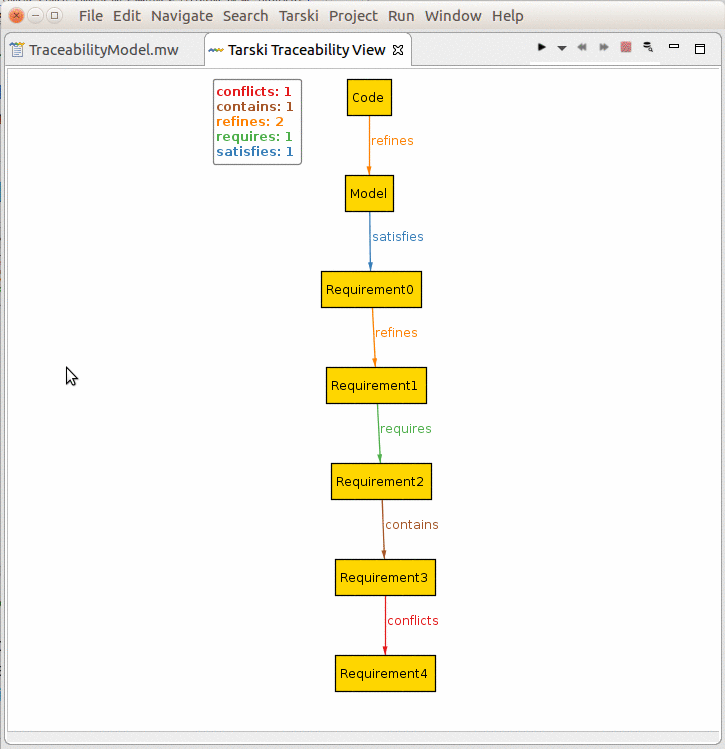 File Edit Navigate Search Tarski Project Run Window Help
TraceabilityModel.mw Tarski Traceability View
conflicts: 1
contains: 1
refines: 2
requires: 1
satisfies: 1
Code
refines
Model
satisfies
Requirement0
refines
Requirement1
requires
Requirement2
contains
Requirement3
conflicts
Requirement4